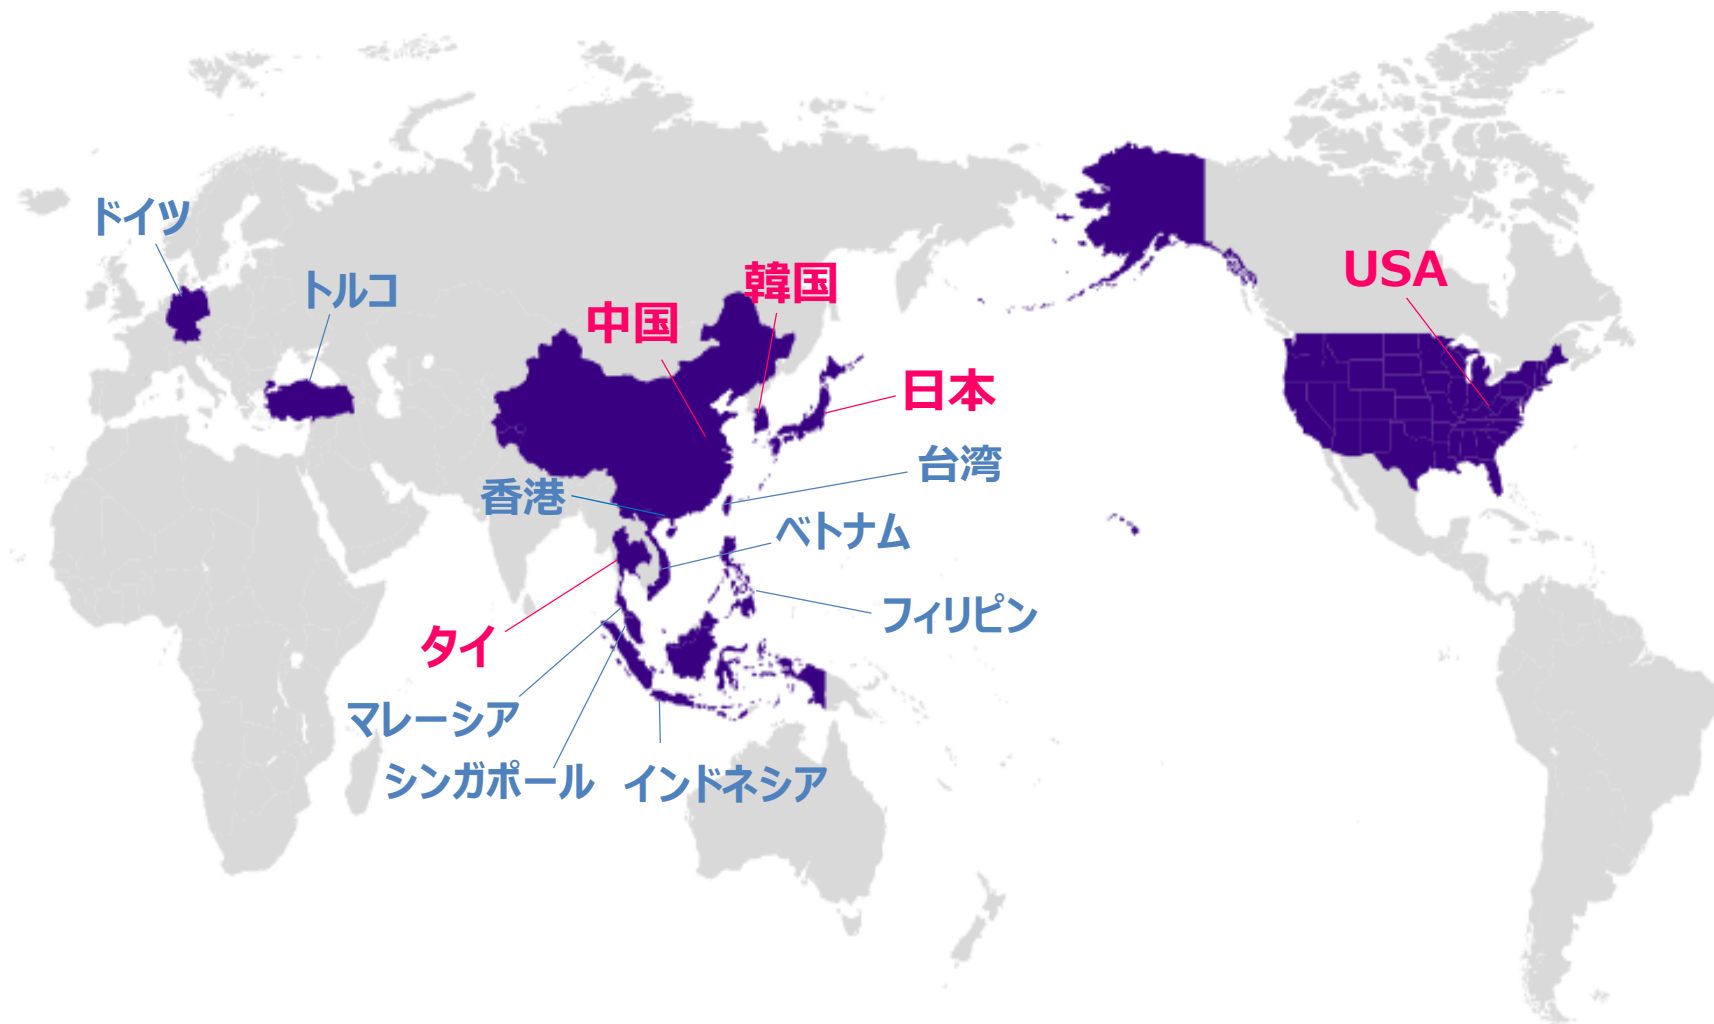 ドイツ
トルコ
韓国
中国
USA
日本
台湾
香港
ベトナム
フィリピン
タイ
マレーシア
シンガポール
インドネシア